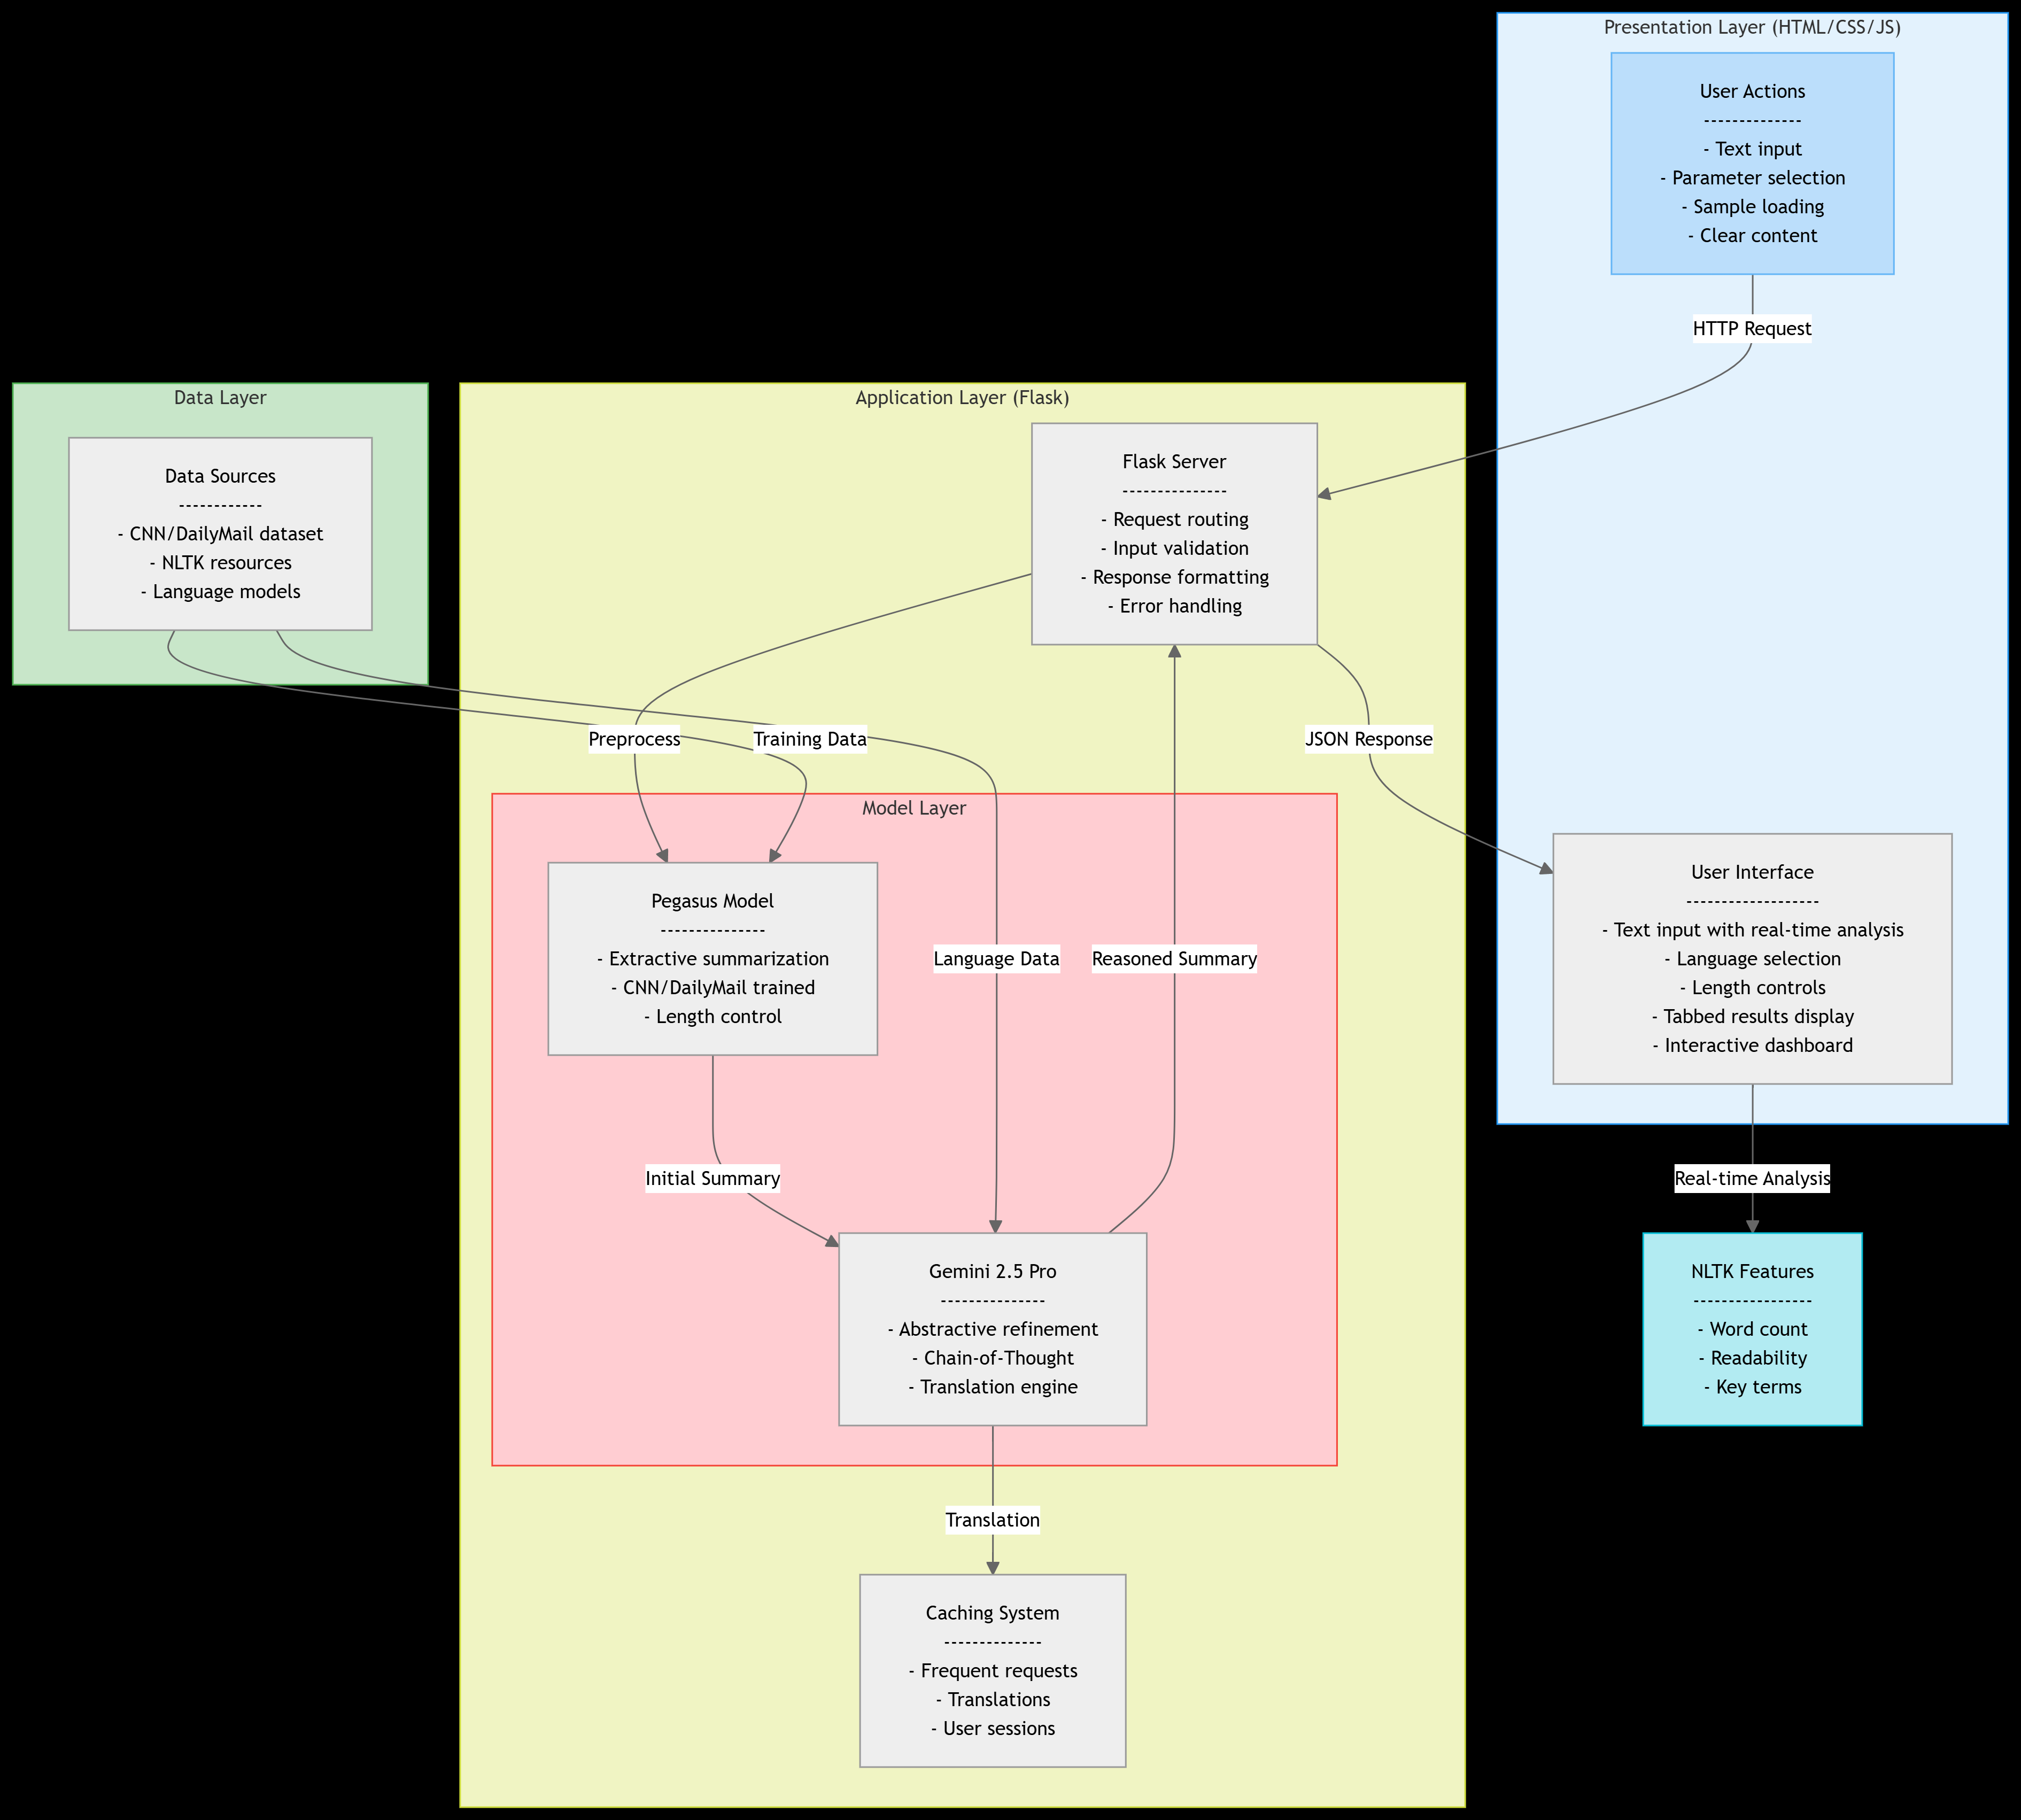 Presentation Layer (HTML/CSS/JS)
User Actions
--------------
- Text input
- Parameter selection
- Sample loading
- Clear content
HTTP Request
Data Layer
Data Sources
------------
- CNN/DailyMail dataset
- NLTK resources
- Language models
Application Layer (Flask)
Flask Server
---------------
- Request routing
- Input validation
- Response formatting
- Error handling
Preprocess
Training Data
JSON Response
Model Layer
Pegasus Model
---------------
- Extractive summarization
- CNN/DailyMail trained
- Length control
Language Data
Reasoned Summary
User Interface
-------------------
- Text input with real-time analysis
- Language selection
- Length controls
- Tabbed results display
- Interactive dashboard
Initial Summary
Real-time Analysis
Gemini 2.5 Pro
---------------
- Abstractive refinement
- Chain-of-Thought
- Translation engine
NLTK Features
-----------------
- Word count
- Readability
- Key terms
Translation
Caching System
--------------
- Frequent requests
- Translations
- User sessions